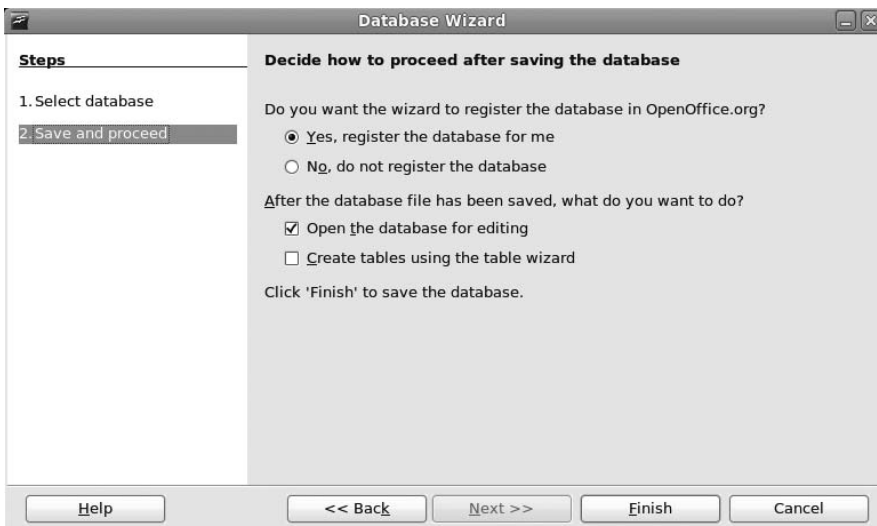 Database Wizard
Steps
1. Select database
2. Save and proceed
Decide how to proceed after saving the database
Do you want the wizard to register the database in OpenOffice.org?
Yes, register the database for me
No, do not register the database
After the database file has been saved, what do you want to do?
Open the database for editing
Create tables using the table wizard
Click 'Finish' to save the database.
Help
<< Back
Next >>
Finish
Cancel